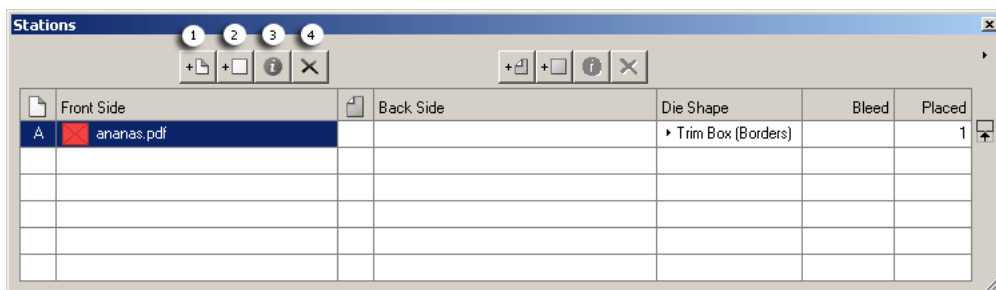 Stations
1 2 3 4
Front Side Back Side Die Shape Bleed Placed
A ananas.pdf Trim Box (Borders) 1